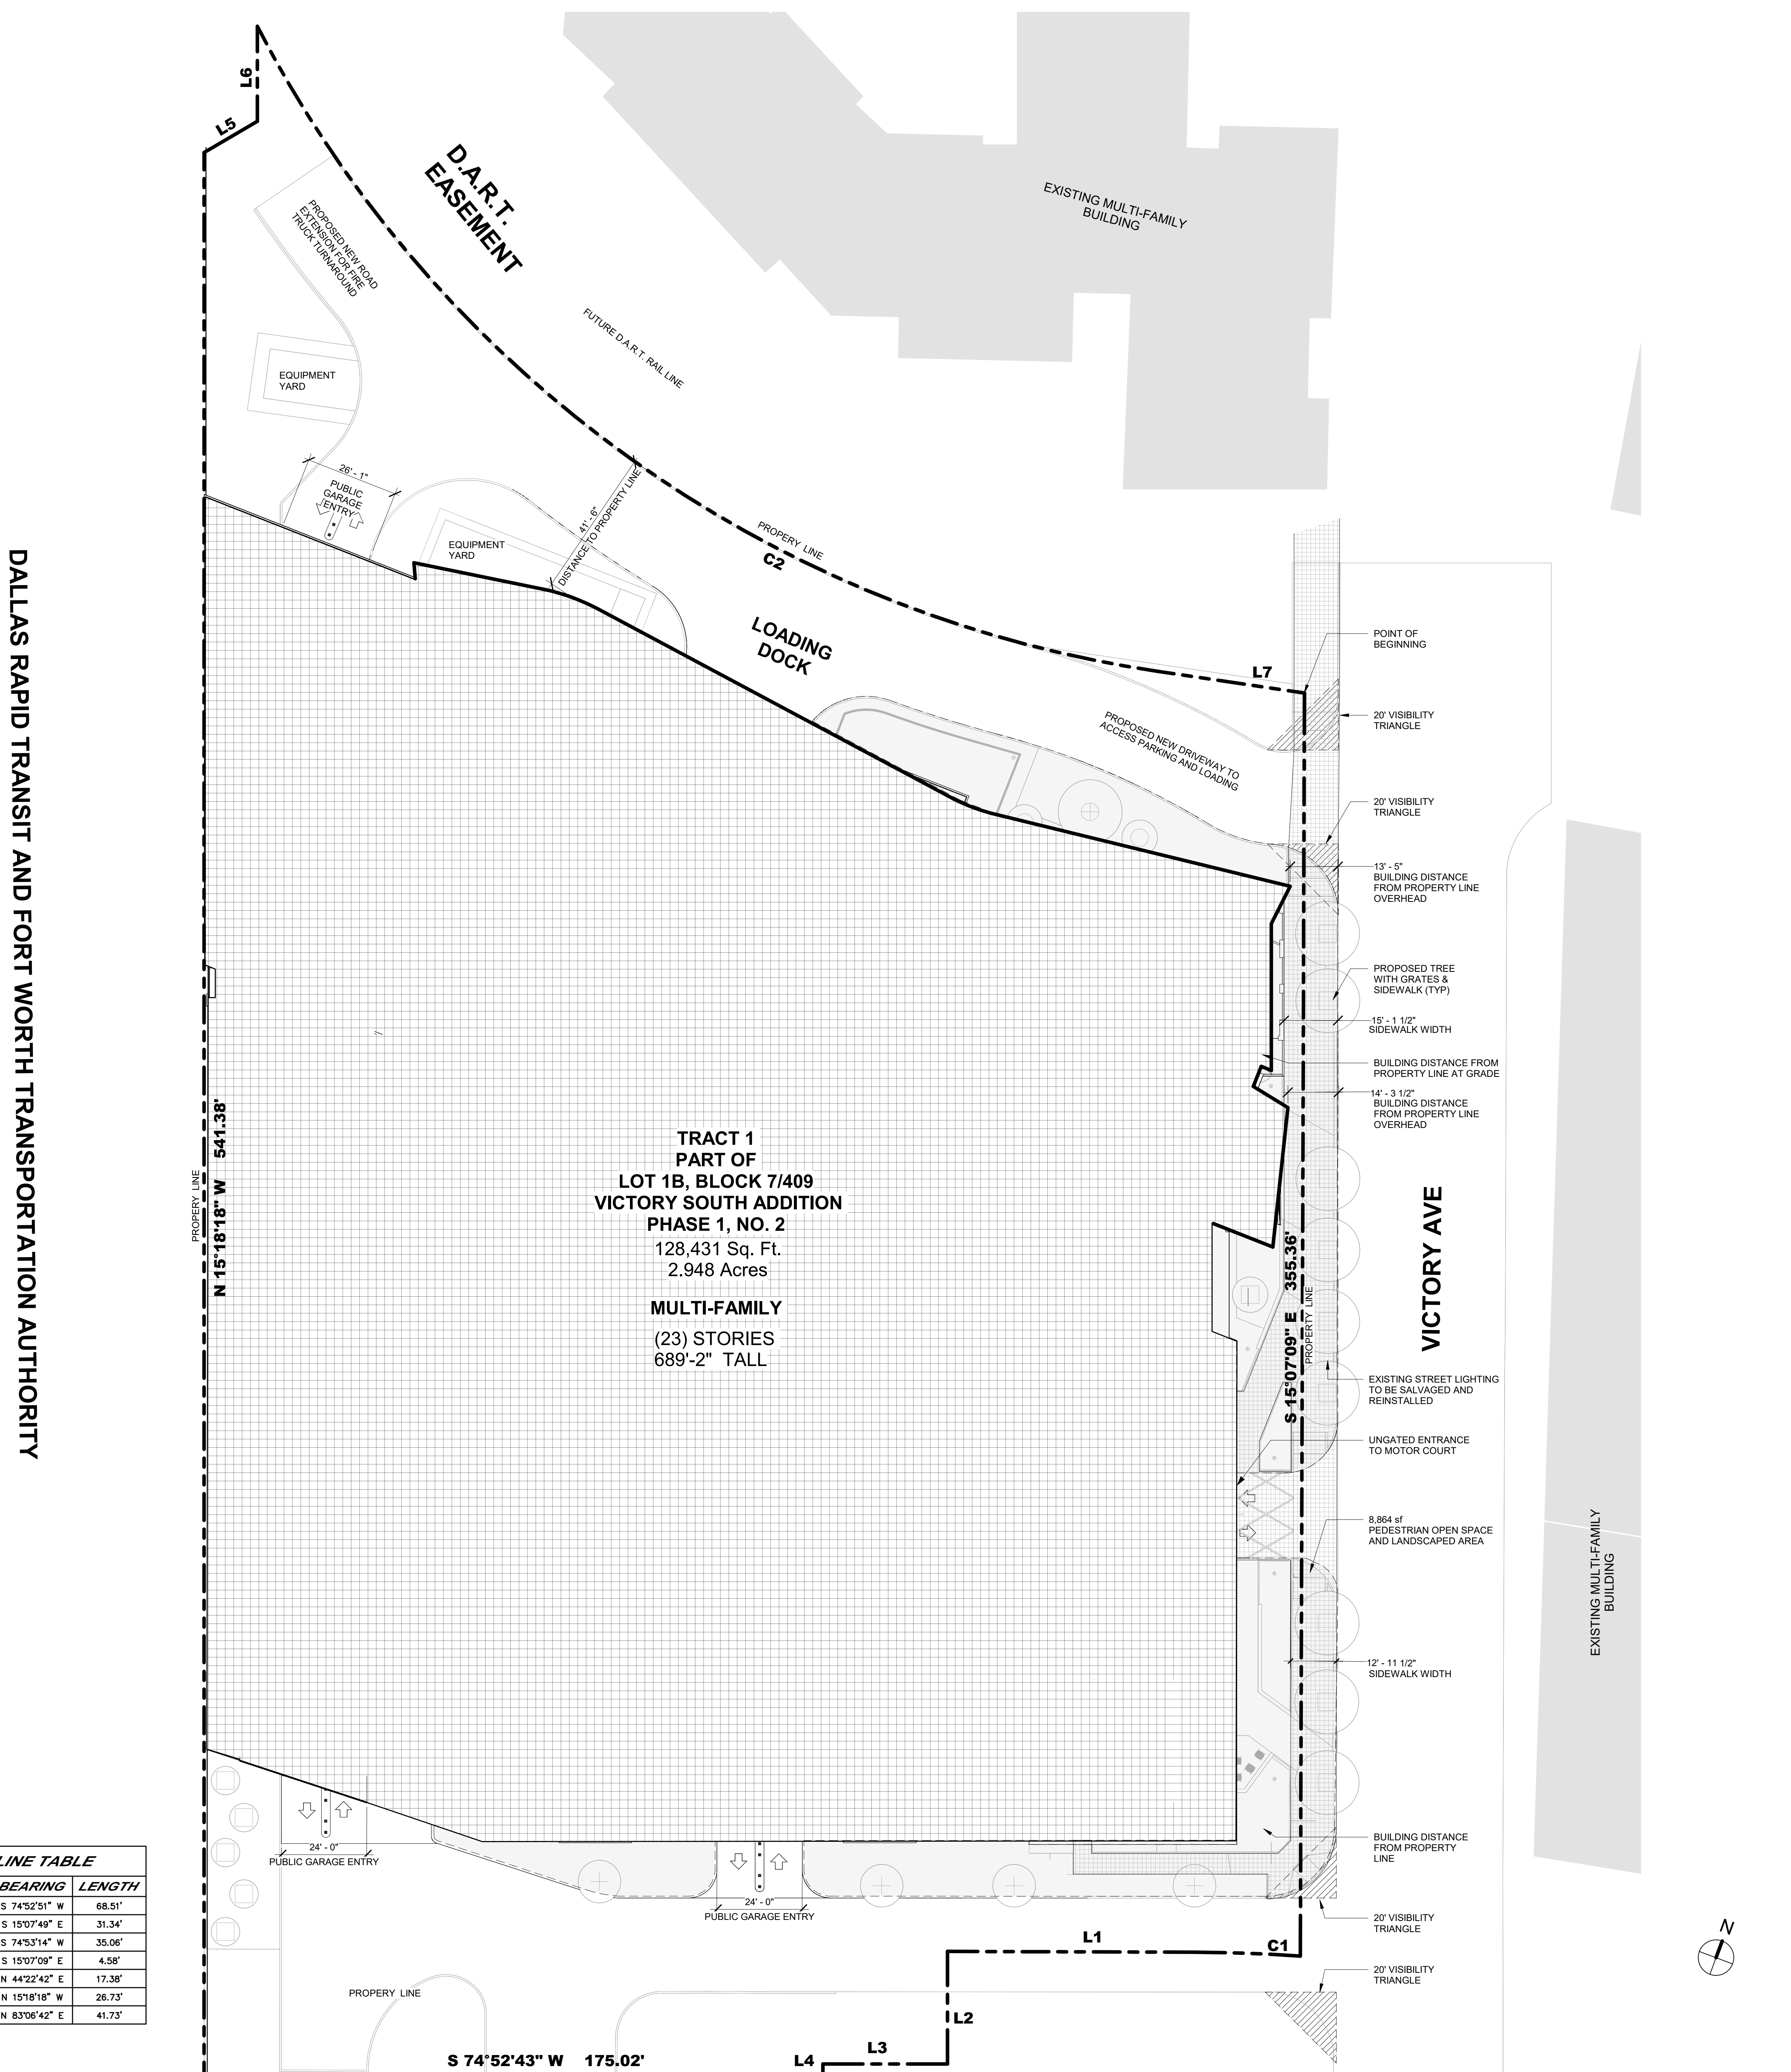 L6
L5
D.A.R.T.
EASEMENT
EXISTING MULTI-FAMILY
BUILDING
PROPOSED NEW ROAD
EXTENSION FOR FIRE
TRUCK TURNAROUND
FUTURE D.A.R.T. RAIL LINE
EQUIPMENT
YARD
26' - 1"
PUBLIC
GARAGE
ENTRY
41' - 6"
DISTANCE TO PROPERTY LINE
EQUIPMENT
YARD
PROPERY LINE
C2
LOADING
DOCK
L7
PROPOSED NEW DRIVEWAY TO
ACCESS PARKING AND LOADING
POINT OF
BEGINNING
20' VISIBILITY
TRIANGLE
20' VISIBILITY
TRIANGLE
13' - 5"
BUILDING DISTANCE
FROM PROPERTY LINE
OVERHEAD
PROPOSED TREE
WITH GRATES &
SIDEWALK (TYP)
15' - 1 1/2"
SIDEWALK WIDTH
BUILDING DISTANCE FROM
PROPERTY LINE AT GRADE
14' - 3 1/2"
BUILDING DISTANCE
FROM PROPERTY LINE
OVERHEAD
DALLAS RAPID TRANSIT AND FORT WORTH TRANSPORTATION AUTHORITY
PROPERY LINE
N 15°18'18" W 541.38'
TRACT 1
PART OF
LOT 1B, BLOCK 7/409
VICTORY SOUTH ADDITION
PHASE 1, NO. 2
128,431 Sq. Ft.
2.948 Acres
MULTI-FAMILY
(23) STORIES
689'-2" TALL
S 15°07'09" E 355.36'
PROPERTY LINE
VICTORY AVE
EXISTING STREET LIGHTING
TO BE SALVAGED AND
REINSTALLED
UNGATED ENTRANCE
TO MOTOR COURT
8,864 sf
PEDESTRIAN OPEN SPACE
AND LANDSCAPED AREA
EXISTING MULTI-FAMILY
BUILDING
12' - 11 1/2"
SIDEWALK WIDTH
BUILDING DISTANCE
FROM PROPERTY
LINE
20' VISIBILITY
TRIANGLE
20' VISIBILITY
TRIANGLE
24' - 0"
PUBLIC GARAGE ENTRY
24' - 0"
PUBLIC GARAGE ENTRY
LINE TABLE
BEARING LENGTH
S 74°52'51" W 68.51'
S 15°07'49" E 31.34'
S 74°53'14" W 35.06'
S 15°07'09" E 4.58'
N 44°22'42" E 17.38'
N 15°18'18" W 26.73'
N 83°06'42" E 41.73'
PROPERY LINE
L1
C1
L2
L3
L4
S 74°52'43" W 175.02'
N